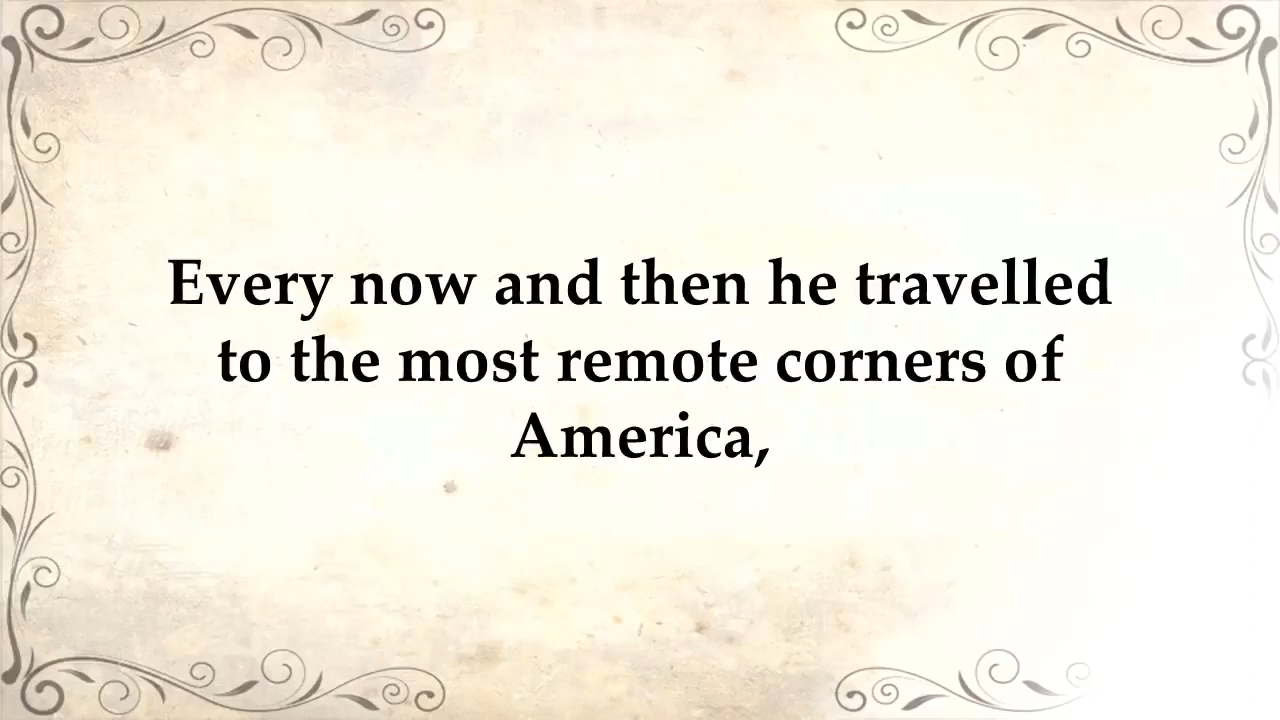 Every now and then he travelled
to the most remote corners of
America,